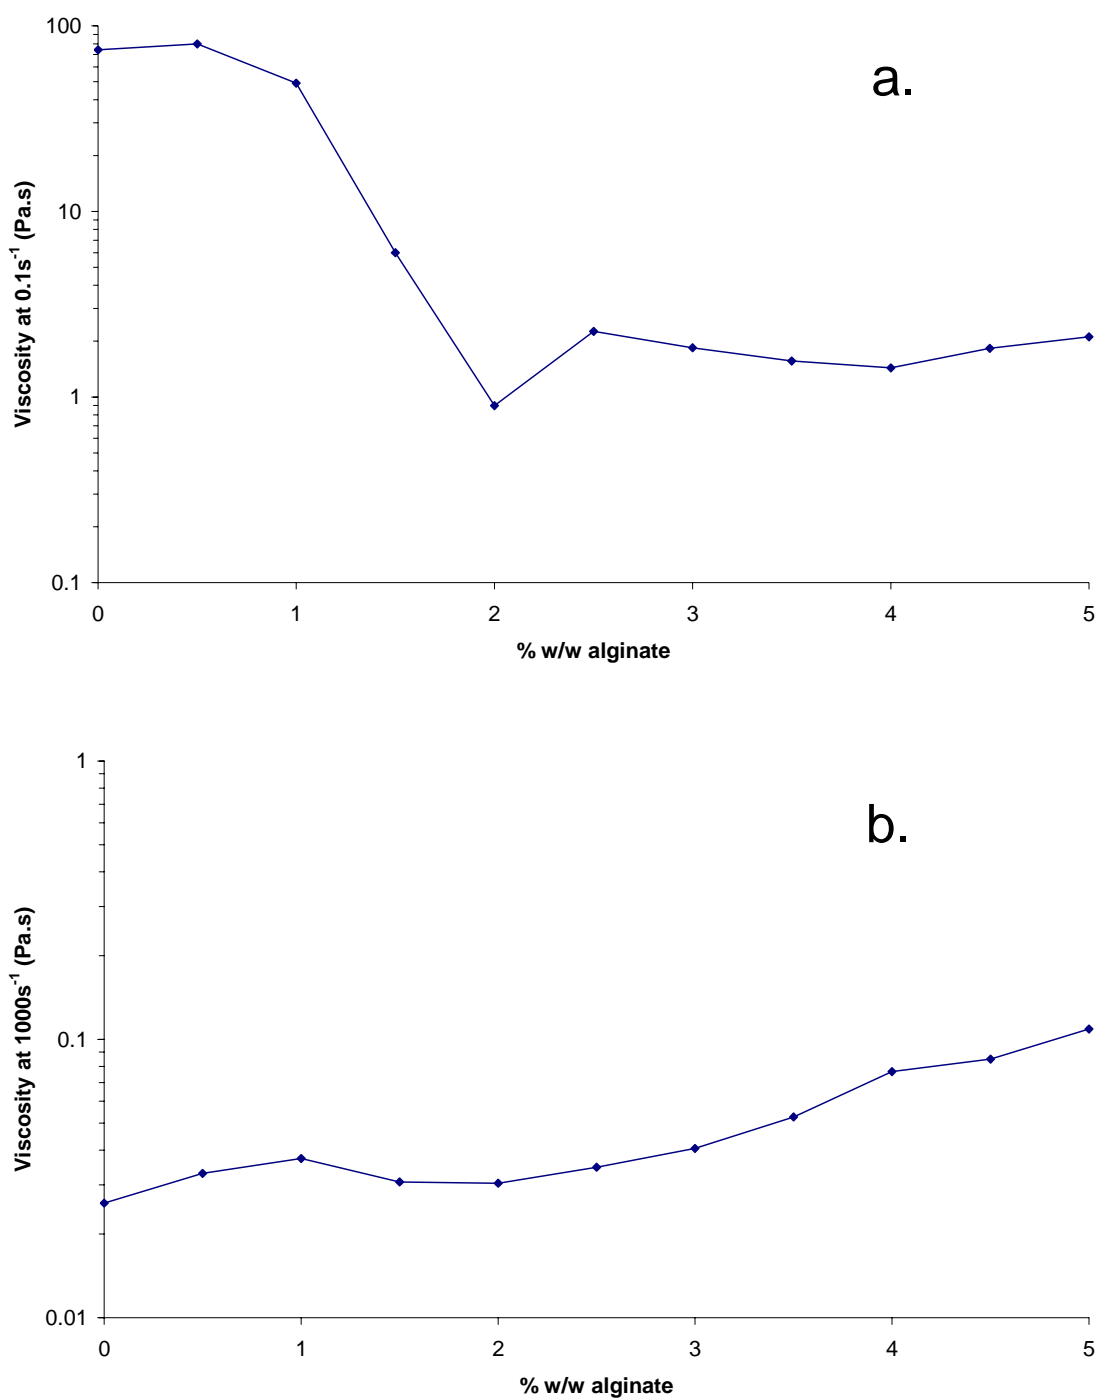 100
a.
10
1
0.1
Viscosity at 0.1s⁻¹ (Pa.s)
0 1 2 3 4 5
% w/w alginate
1
b.
0.1
0.01
Viscosity at 1000s⁻¹ (Pa.s)
0 1 2 3 4 5
% w/w alginate